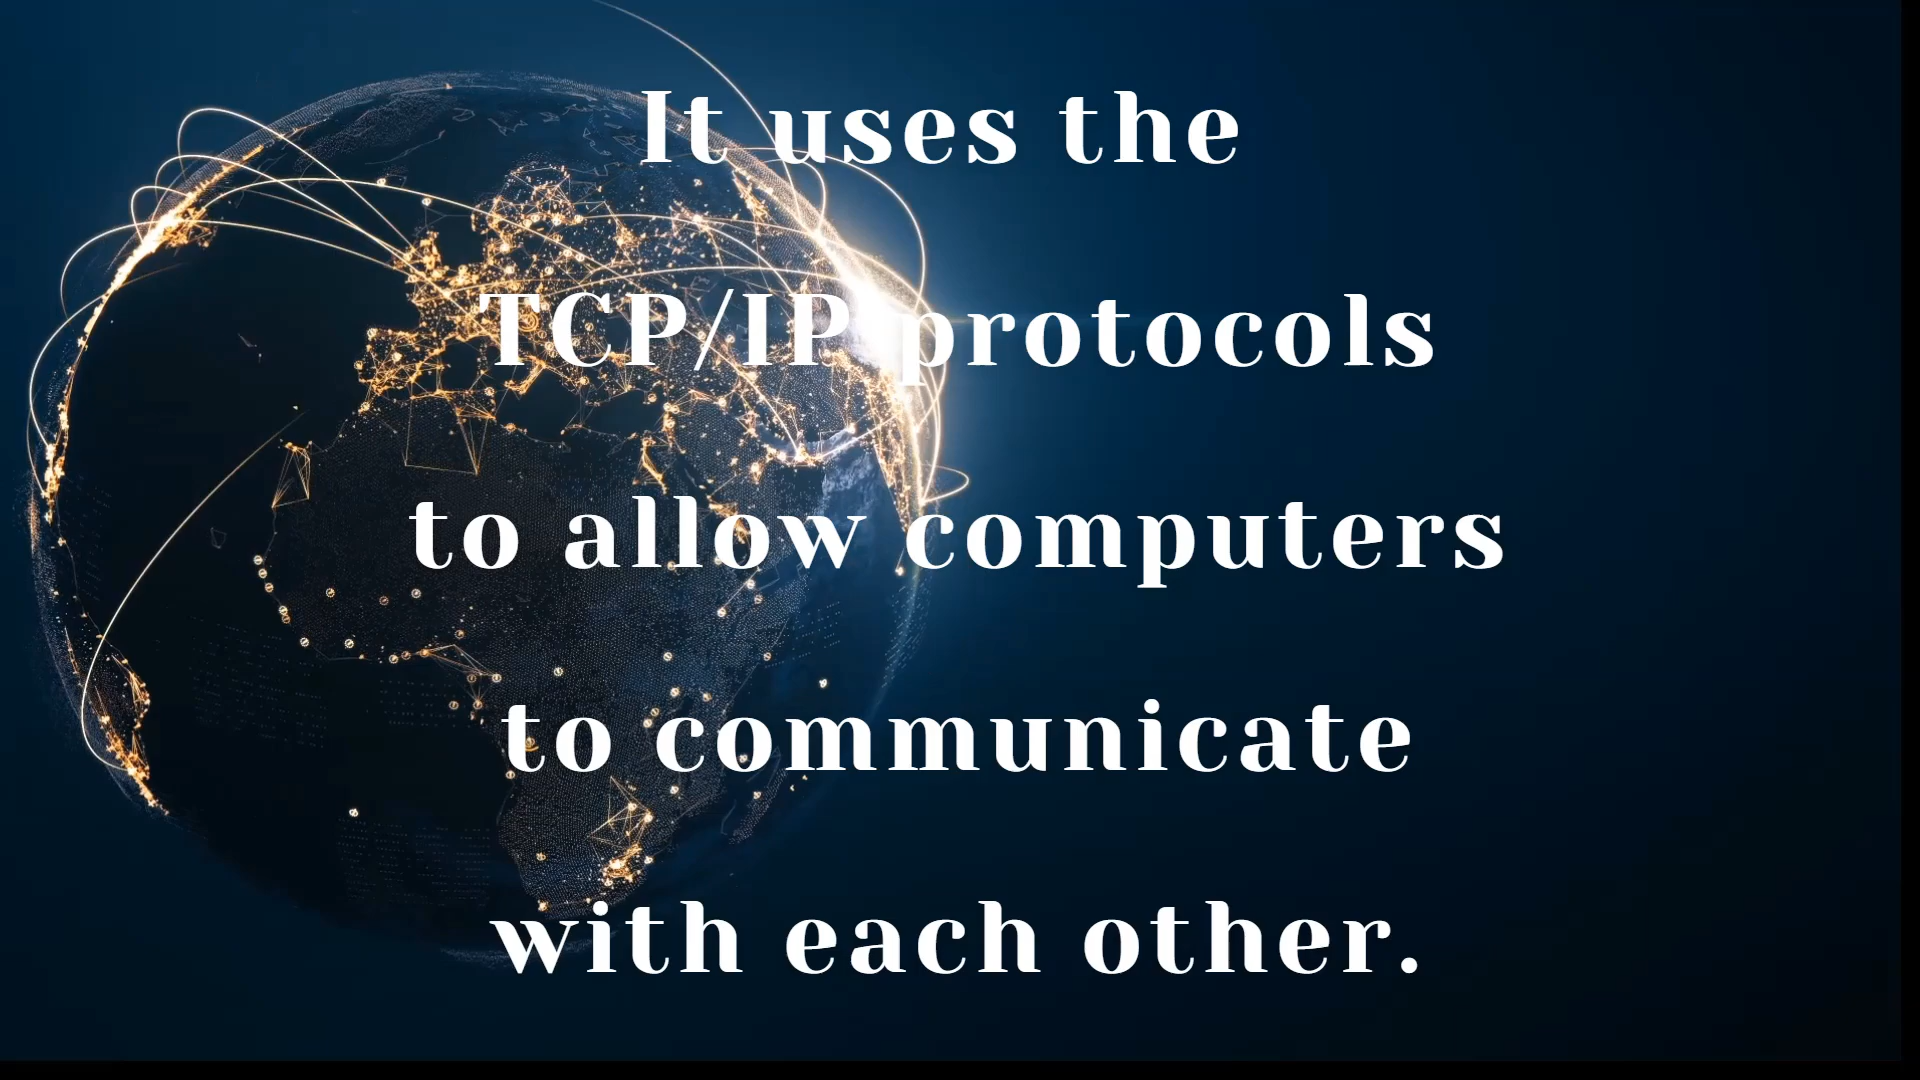 It uses the
TCP/IP protocols
to allow computers
to communicate
with each other.